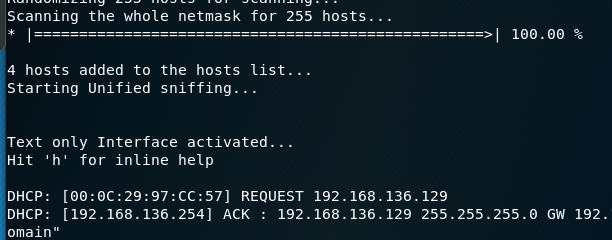 Randomizing 255 hosts for scanning...
Scanning the whole netmask for 255 hosts...
* |==================================================>| 100.00 %
4 hosts added to the hosts list...
Starting Unified sniffing...
Text only Interface activated...
Hit 'h' for inline help
DHCP: [00:0C:29:97:CC:57] REQUEST 192.168.136.129
DHCP: [192.168.136.254] ACK : 192.168.136.129 255.255.255.0 GW 192.
omain"